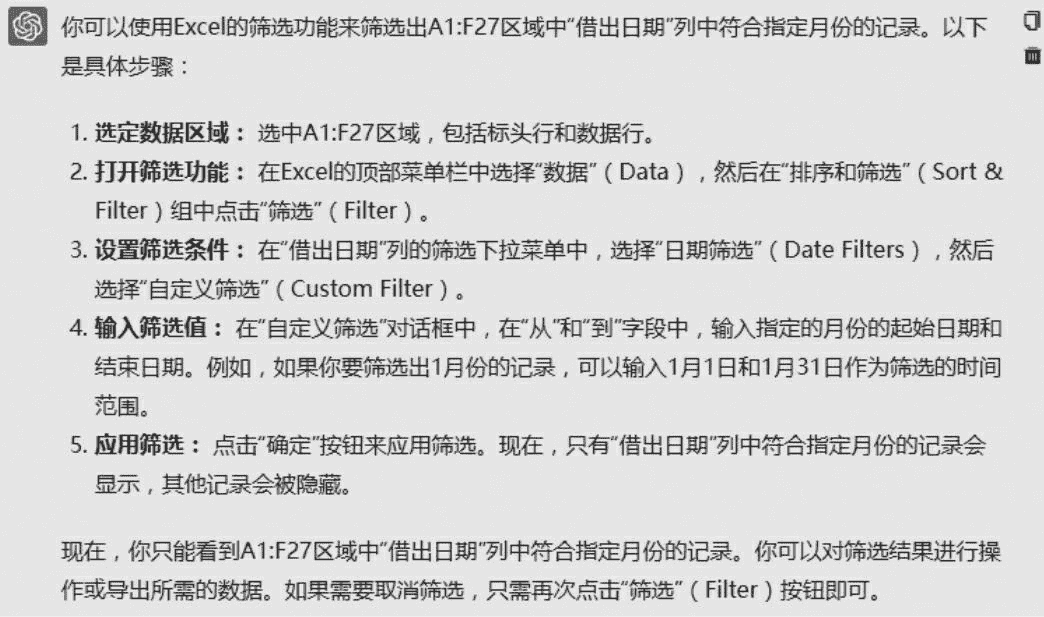 你可以使用Excel的筛选功能来筛选出A1:F27区域中“借出日期”列中符合指定月份的记录。以下
是具体步骤：
1. 选定数据区域： 选中A1:F27区域，包括标头行和数据行。
2. 打开筛选功能： 在Excel的顶部菜单栏中选择“数据”（Data），然后在“排序和筛选”（Sort &
Filter）组中点击“筛选”（Filter）。
3. 设置筛选条件： 在“借出日期”列的筛选下拉菜单中，选择“日期筛选”（Date Filters），然后
选择“自定义筛选”（Custom Filter）。
4. 输入筛选值： 在“自定义筛选”对话框中，在“从”和“到”字段中，输入指定的月份的起始日期和
结束日期。例如，如果你要筛选出1月份的记录，可以输入1月1日和1月31日作为筛选的时间
范围。
5. 应用筛选： 点击“确定”按钮来应用筛选。现在，只有“借出日期”列中符合指定月份的记录会
显示，其他记录会被隐藏。
现在，你只能看到A1:F27区域中“借出日期”列中符合指定月份的记录。你可以对筛选结果进行操
作或导出所需的数据。如果需要取消筛选，只需再次点击“筛选”（Filter）按钮即可。